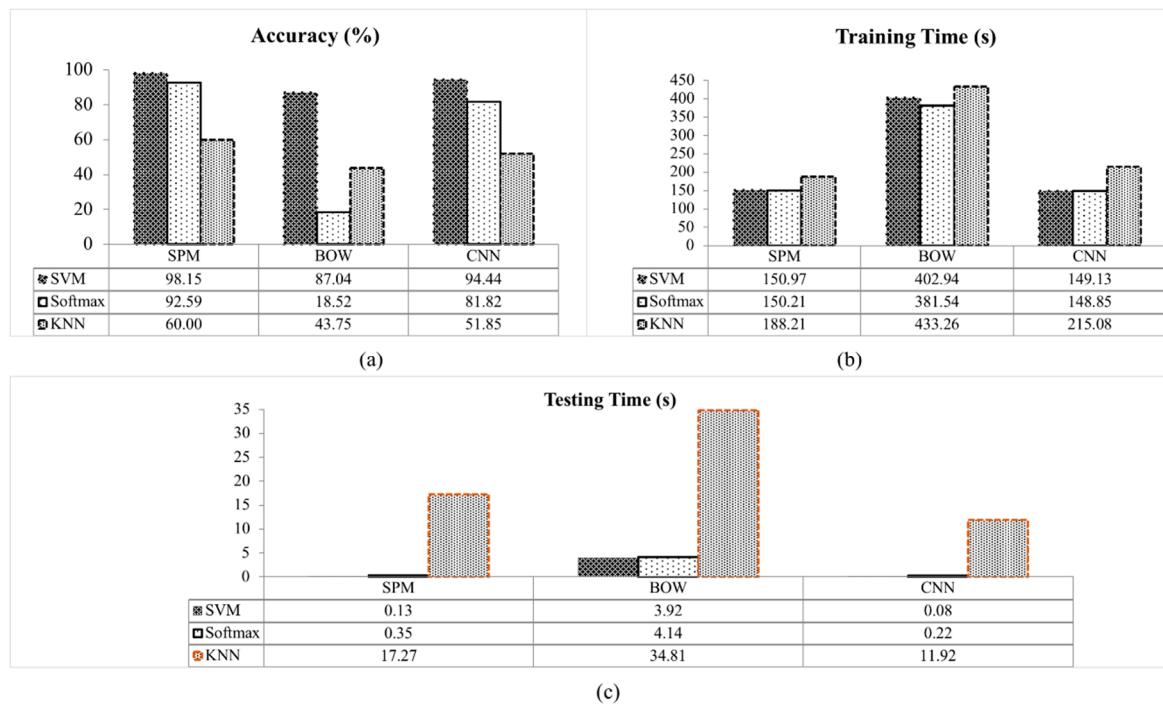 Accuracy (%)
100
80
60
40
20
0
SPM BOW CNN
SVM 98.15 87.04 94.44
Softmax 92.59 18.52 81.82
KNN 60.00 43.75 51.85
(a)
Training Time (s)
450
400
350
300
250
200
150
100
50
0
SPM BOW CNN
SVM 150.97 402.94 149.13
Softmax 150.21 381.54 148.85
KNN 188.21 433.26 215.08
(b)
Testing Time (s)
35
30
25
20
15
10
5
0
SPM BOW CNN
SVM 0.13 3.92 0.08
Softmax 0.35 4.14 0.22
KNN 17.27 34.81 11.92
(c)